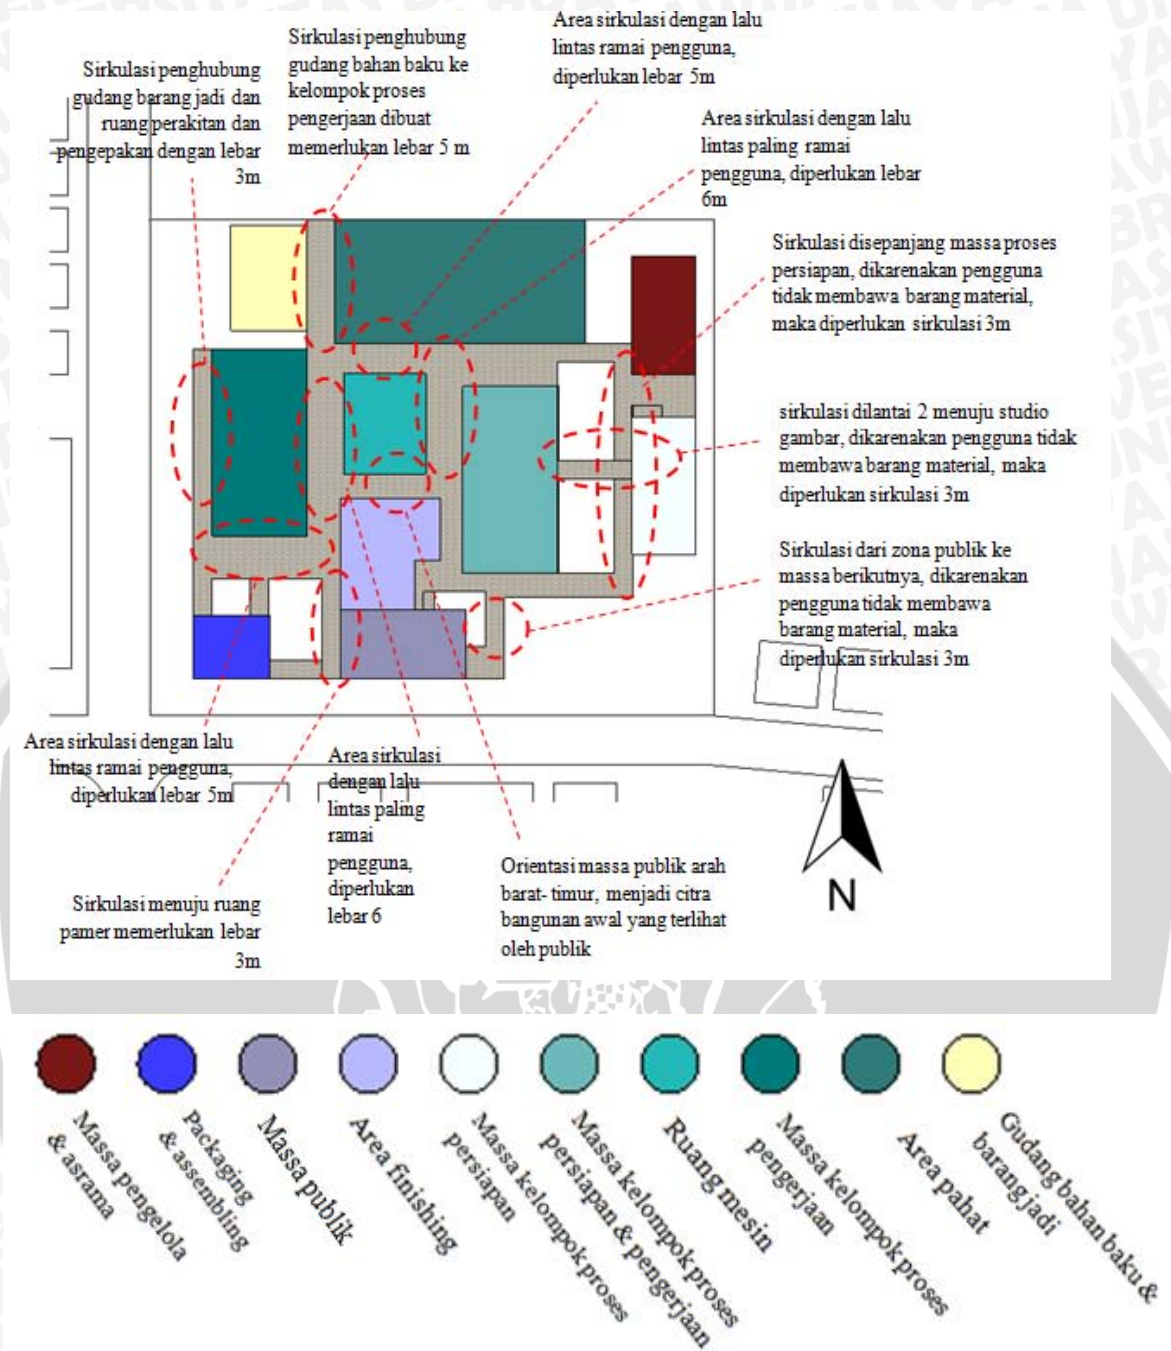 Area sirkulasi dengan lalu
lintas ramai pengguna,
diperlukan lebar 5m
Sirkulasi penghubung
gudang bahan baku ke
kelompok proses
pengerjaan dibuat
memerlukan lebar 5 m
Sirkulasi penghubung
gudang barang jadi dan
ruang perakitan dan
pengepakan dengan lebar
3m
Area sirkulasi dengan lalu
lintas paling ramai
pengguna, diperlukan lebar
6m
Sirkulasi disepanjang massa proses
persiapan, dikarenakan pengguna
tidak membawa barang material,
maka diperlukan sirkulasi 3m
sirkulasi dilantai 2 menuju studio
gambar, dikarenakan pengguna tidak
membawa barang material, maka
diperlukan sirkulasi 3m
Sirkulasi dari zona publik ke
massa berikutnya, dikarenakan
pengguna tidak membawa
barang material, maka
diperlukan sirkulasi 3m
Area sirkulasi dengan lalu
lintas ramai pengguna,
diperlukan lebar 5m
Area sirkulasi
dengan lalu
lintas paling
ramai
pengguna,
diperlukan
lebar 6
Orientasi massa publik arah
barat- timur, menjadi citra
bangunan awal yang terlihat
oleh publik
Sirkulasi menuju ruang
pamer memerlukan lebar
3m
N
Massa pengelola
& asrama
Packaging
& assembling
Massa publik
Area finishing
Massa kelompok proses
persiapan
Massa kelompok proses
persiapan & pengerjaan
Ruang mesin
Massa kelompok proses
pengerjaan
Area pahat
Gudang bahan baku &
barang jadi